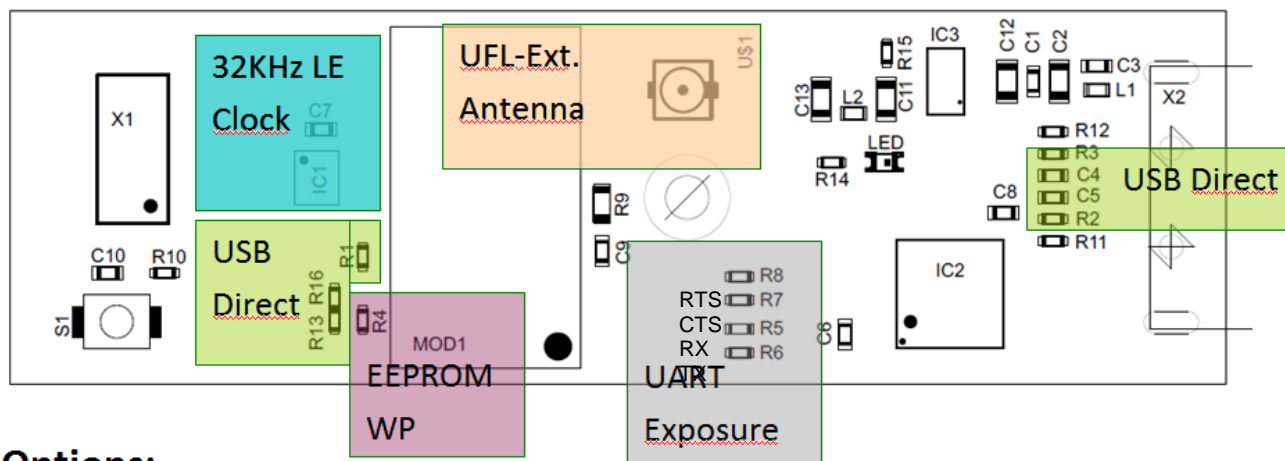 X1
32KHz LE
Clock
C7
IC1
UFL-Ext.
Antenna
U$1
C13
L2
C11
R15
IC3
C12
C1
C2
C3
L1
X2
LED
R14
R12
R3
C4
C5
R2
R11
USB Direct
C8
IC2
C10
R10
S1
USB
Direct
R1
R16
R13
R4
MOD1
EEPROM
WP
R9
C9
R8
RTS R7
CTS R5
RX R6
TX
UART
Exposure
C6
Options: